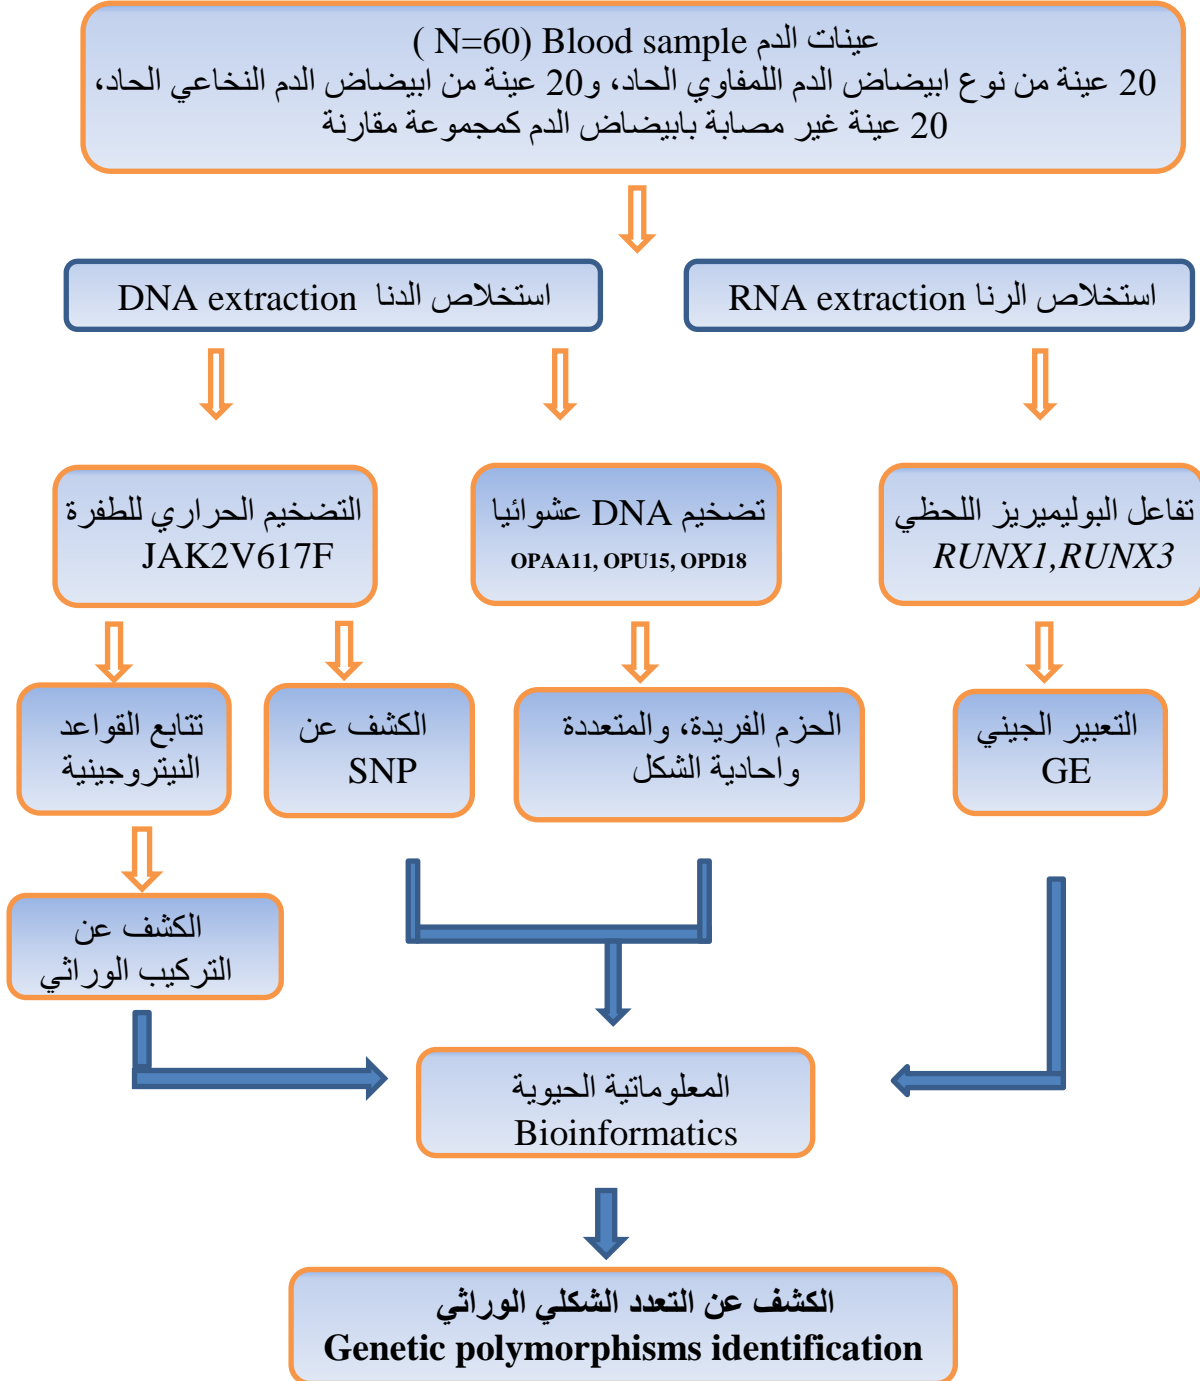 عينات الدم Blood sample (N=60 )
20 عينة من نوع ابيضاض الدم اللمفاوي الحاد، و20 عينة من ابيضاض الدم النخاعي الحاد،
20 عينة غير مصابة بابيضاض الدم كمجموعة مقارنة
استخلاص الرنا RNA extraction
استخلاص الدنا DNA extraction
تفاعل البوليميريز اللحظي
RUNX1,RUNX3
تضخيم DNA عشوائيا
OPAA11, OPU15, OPD18
التضخيم الحراري للطفرة
JAK2V617F
التعبير الجيني
GE
الحزم الفريدة، والمتعددة
واحادية الشكل
الكشف عن
SNP
تتابع القواعد
النيتروجينية
الكشف عن
التركيب الوراثي
المعلوماتية الحيوية
Bioinformatics
الكشف عن التعدد الشكلي الوراثي
Genetic polymorphisms identification